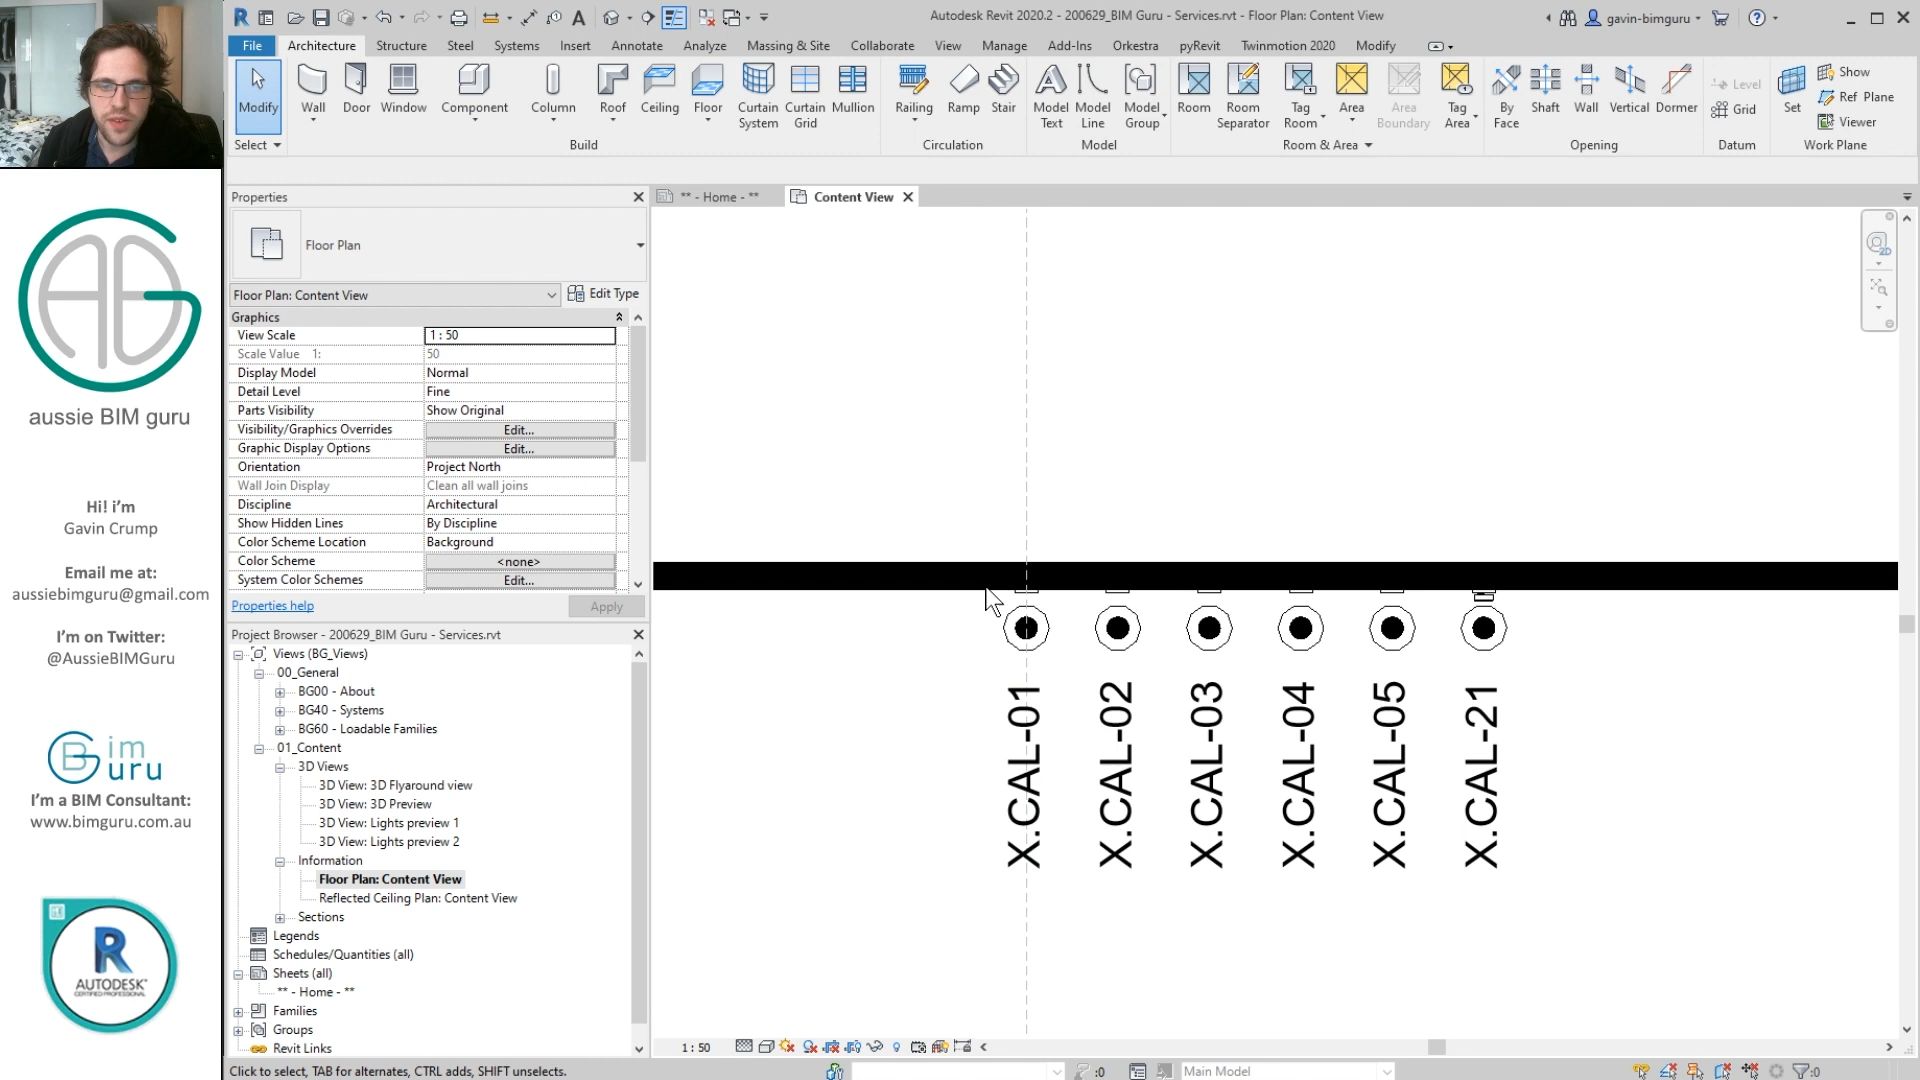 Autodesk Revit 2020.2 - 200629_BIM Guru - Services.rvt - Floor Plan: Content View
gavin-bimguru
File Architecture Structure Steel Systems Insert Annotate Analyze Massing & Site Collaborate View Manage Add-Ins Orkestra pyRevit Twinmotion 2020 Modify
Modify Wall Door Window Component Column Roof Ceiling Floor Curtain System Curtain Grid Mullion Railing Ramp Stair Model Text Model Line Model Group Room Room Separator Tag Room Area Area Boundary Tag Area By Face Shaft Wall Vertical Dormer Level Grid Set Show Ref Plane Viewer
Select Build Circulation Model Room & Area Opening Datum Work Plane
Properties
** - Home - **
Content View
Floor Plan
Floor Plan: Content View
Edit Type
Graphics
View Scale 1 : 50
Scale Value 1: 50
Display Model Normal
Detail Level Fine
Parts Visibility Show Original
Visibility/Graphics Overrides Edit...
Graphic Display Options Edit...
Orientation Project North
Wall Join Display Clean all wall joins
Discipline Architectural
Show Hidden Lines By Discipline
Color Scheme Location Background
Color Scheme <none>
System Color Schemes Edit...
Properties help
Apply
Project Browser - 200629_BIM Guru - Services.rvt
Views (BG_Views)
00_General
BG00 - About
BG40 - Systems
BG60 - Loadable Families
01_Content
3D Views
3D View: 3D Flyaround view
3D View: 3D Preview
3D View: Lights preview 1
3D View: Lights preview 2
Information
Floor Plan: Content View
Reflected Ceiling Plan: Content View
Sections
Legends
Schedules/Quantities (all)
Sheets (all)
** - Home - **
Families
Groups
Revit Links
X.CAL-01
X.CAL-02
X.CAL-03
X.CAL-04
X.CAL-05
X.CAL-21
2D
1 : 50
Click to select, TAB for alternates, CTRL adds, SHIFT unselects.
:0
Main Model
:0
aussie BIM guru
Hi! i'm
Gavin Crump
Email me at:
aussiebimguru@gmail.com
I'm on Twitter:
@AussieBIMGuru
Bim
Guru
I'm a BIM Consultant:
www.bimguru.com.au
R
AUTODESK
CERTIFIED PROFESSIONAL